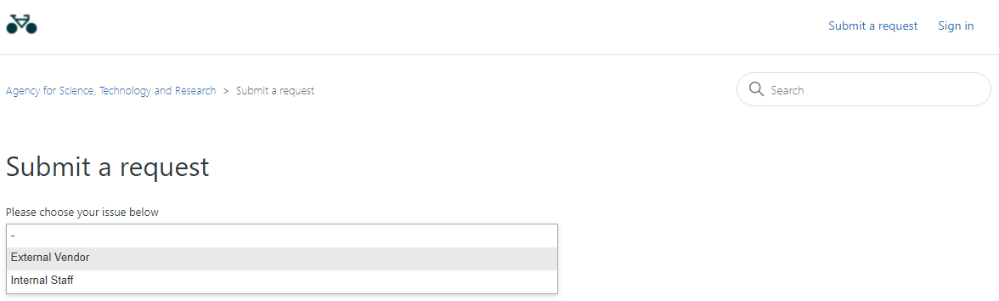 Submit a request Sign in
Agency for Science, Technology and Research > Submit a request
Search
Submit a request
Please choose your issue below
-
External Vendor
Internal Staff